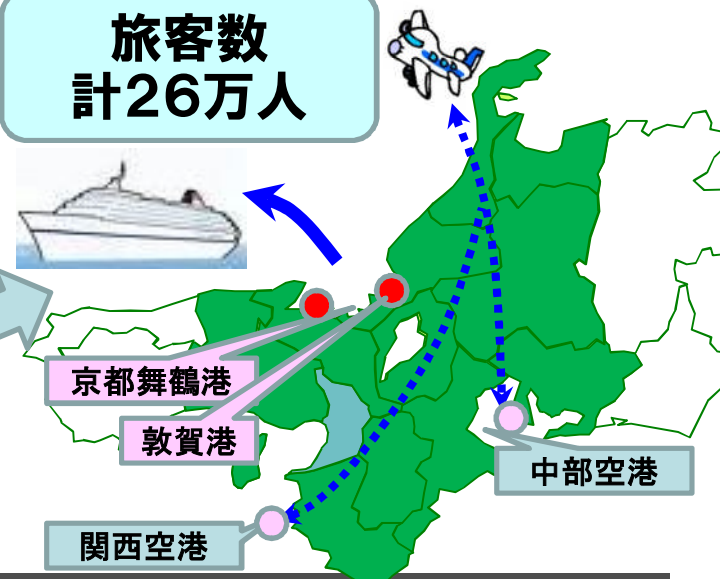 旅客数
計26万人
京都舞鶴港
敦賀港
中部空港
関西空港